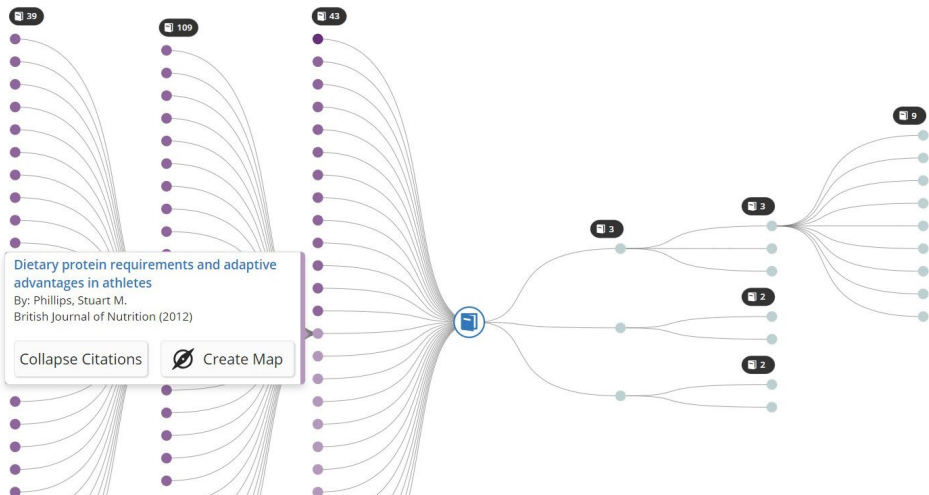 39
109
43
9
3
3
2
2
Dietary protein requirements and adaptive
advantages in athletes
By: Phillips, Stuart M.
British Journal of Nutrition (2012)
Collapse Citations
Create Map